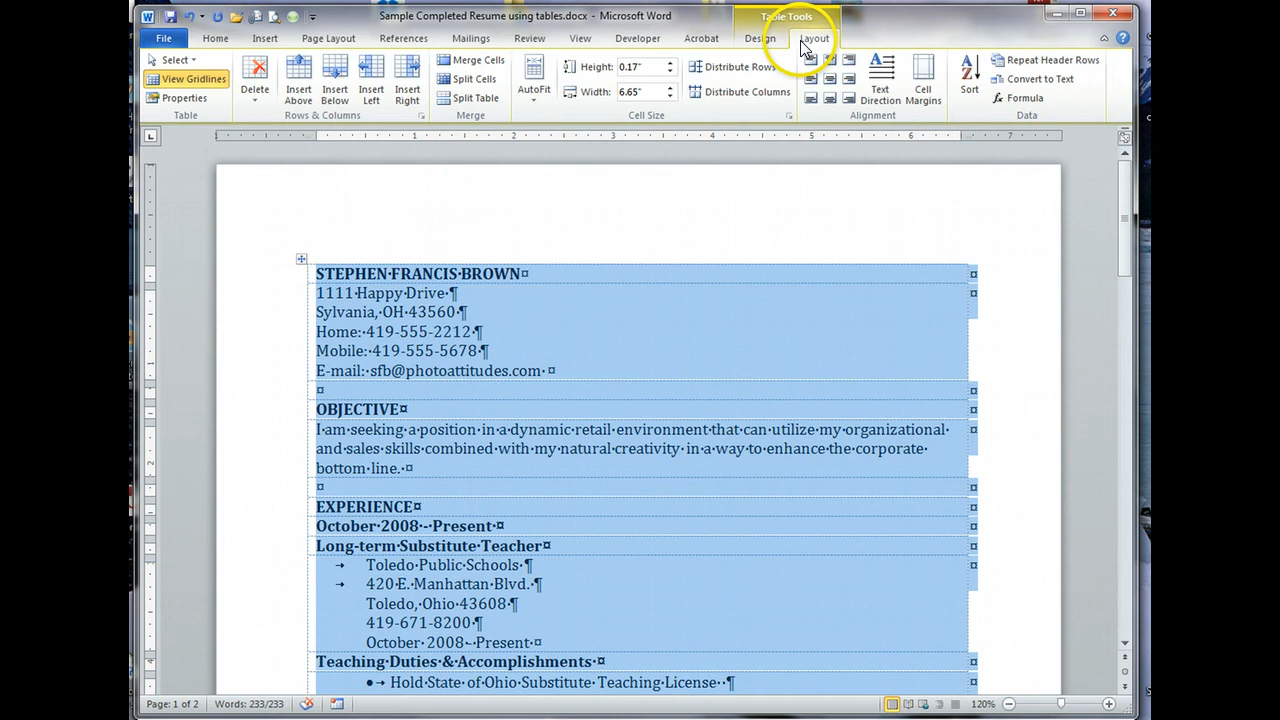 Sample Completed Resume using tables.docx - Microsoft Word
Table Tools
File Home Insert Page Layout References Mailings Review View Developer Acrobat Design Layout
Select
View Gridlines
Properties
Table
Delete
Insert Above
Insert Below
Insert Left
Insert Right
Rows & Columns
Merge Cells
Split Cells
Split Table
Merge
AutoFit
Height: 0.17"
Width: 6.65"
Distribute Rows
Distribute Columns
Cell Size
Text Direction
Cell Margins
Alignment
Sort
Repeat Header Rows
Convert to Text
Formula
Data
1 1 2 3 4 5 6 7
STEPHEN·FRANCIS·BROWN¤
1111·Happy·Drive·¶
Sylvania,·OH·43560·¶
Home:·419-555-2212·¶
Mobile:·419-555-5678·¶
E-mail:·sfb@photoattitudes.com·¤
¤
OBJECTIVE¤
I·am·seeking·a·position·in·a·dynamic·retail·environment·that·can·utilize·my·organizational·
and·sales·skills·combined·with·my·natural·creativity·in·a·way·to·enhance·the·corporate·
bottom·line.·¤
¤
EXPERIENCE¤
October·2008·-·Present·¤
Long-term·Substitute·Teacher¤
→ Toledo·Public·Schools·¶
→ 420·E.·Manhattan·Blvd.·¶
Toledo,·Ohio·43608·¶
419-671-8200·¶
October·2008·-·Present·¤
Teaching·Duties·&·Accomplishments·¤
●→ Hold·State·of·Ohio·Substitute·Teaching·License··¶
Page: 1 of 2 Words: 233/233 120%